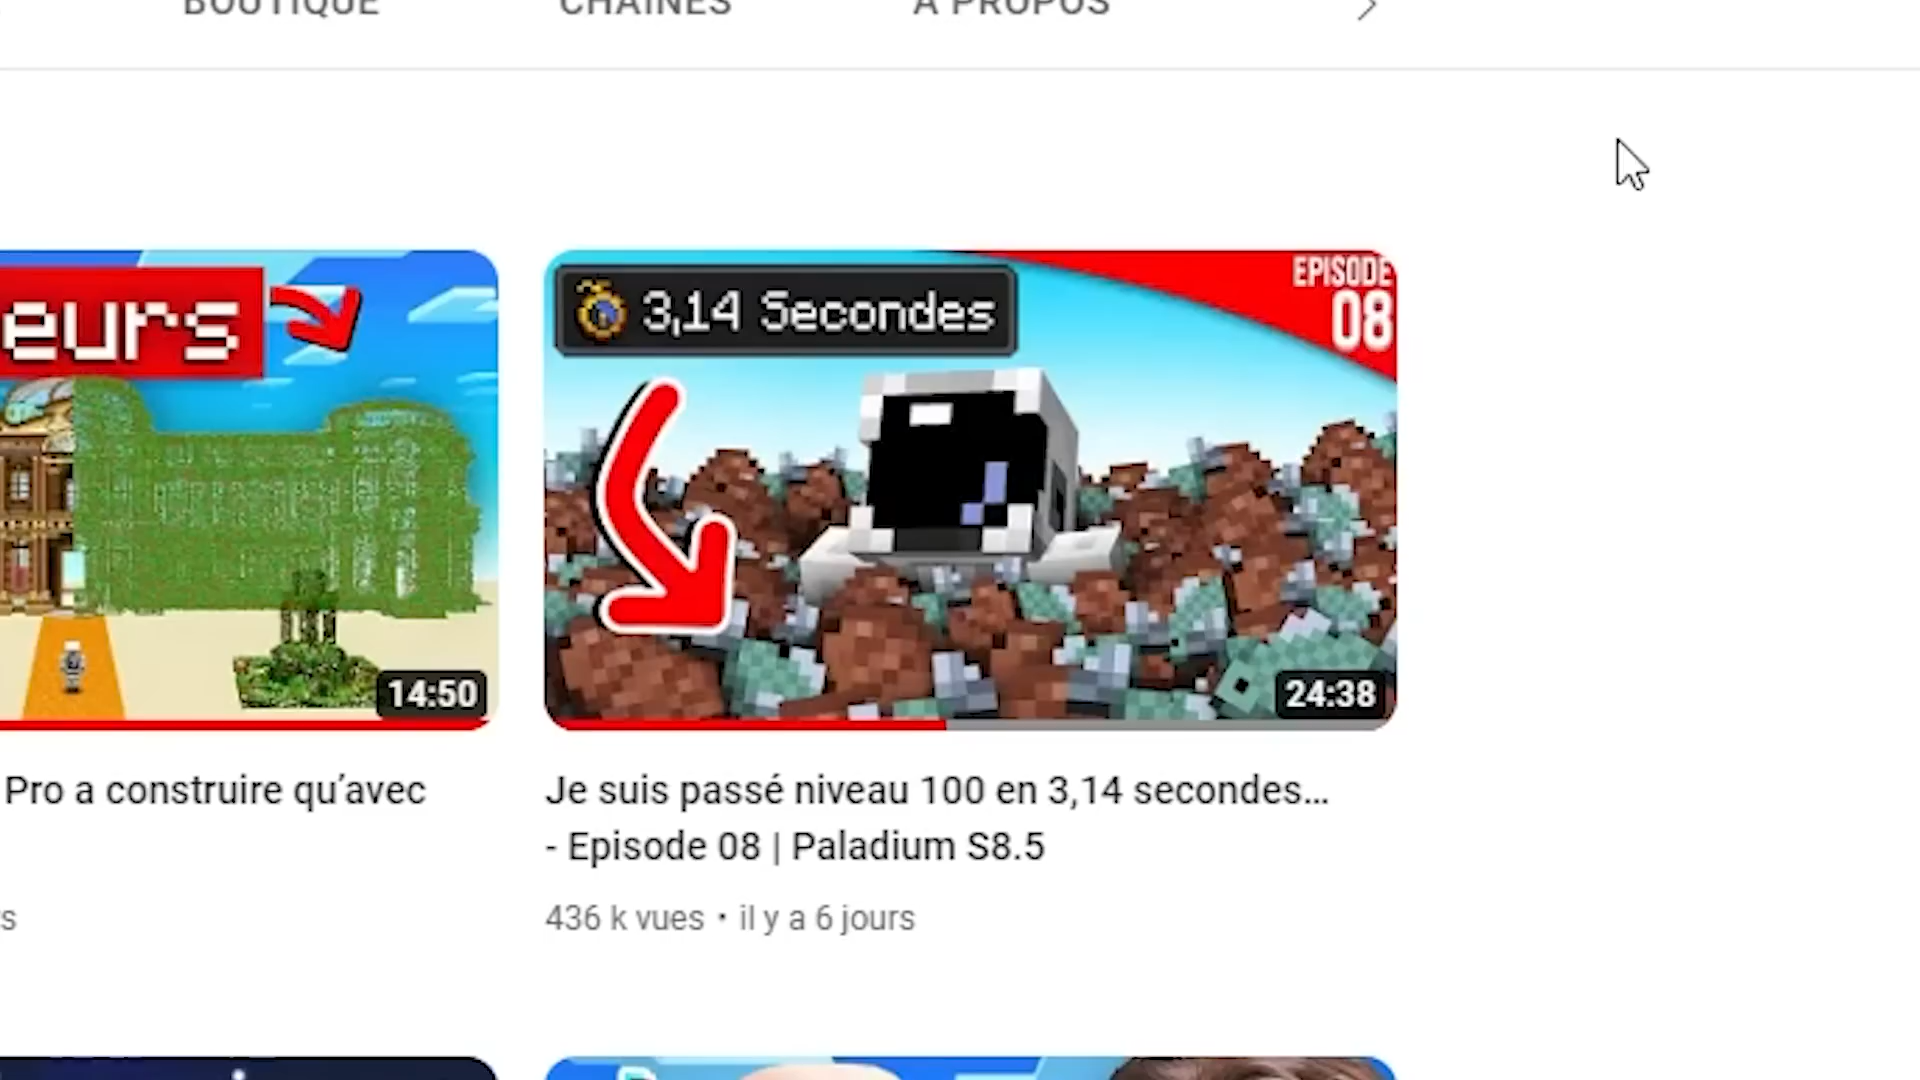 BOUTIQUE
CHAÎNES
À PROPOS
eurs
14:50
3,14 Secondes
EPISODE
08
24:38
Pro a construire qu’avec
Je suis passé niveau 100 en 3,14 secondes...
- Episode 08 | Paladium S8.5
436 k vues • il y a 6 jours